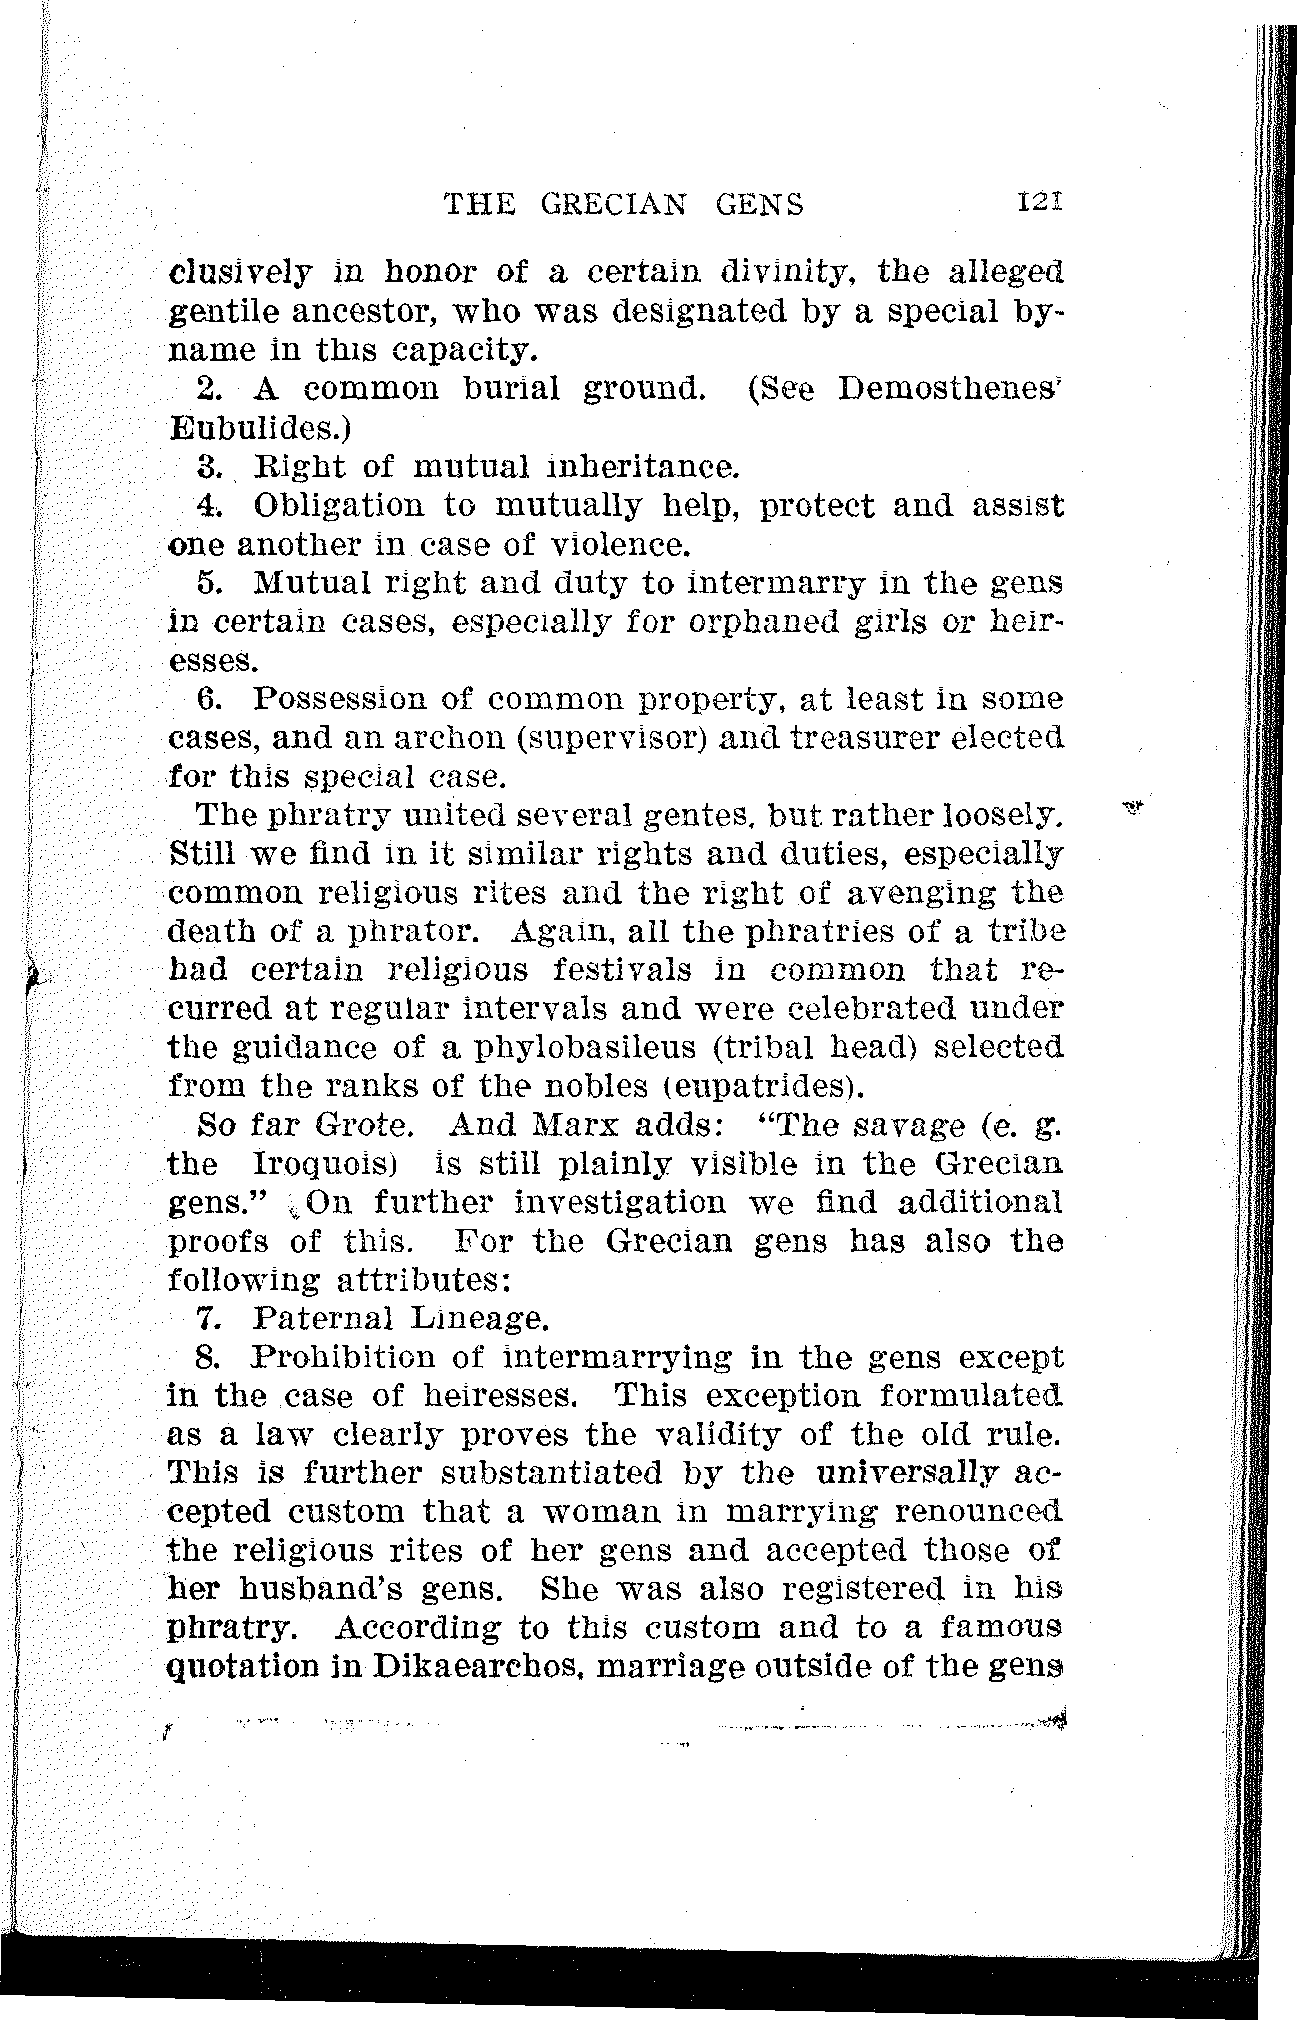 THE GRECIAN GENS 121
clusively in honor of a certain divinity, the alleged
gentile ancestor, who was designated by a special by-
name in this capacity.
2. A common burial ground. (See Demosthenes'
Eubulides.)
3. Right of mutual inheritance.
4. Obligation to mutually help, protect and assist
one another in case of violence.
5. Mutual right and duty to intermarry in the gens
in certain cases, especially for orphaned girls or heir-
esses.
6. Possession of common property, at least in some
cases, and an archon (supervisor) and treasurer elected
for this special case.
The phratry united several gentes, but rather loosely.
Still we find in it similar rights and duties, especially
common religious rites and the right of avenging the
death of a phrator. Again, all the phratries of a tribe
had certain religious festivals in common that re-
curred at regular intervals and were celebrated under
the guidance of a phylobasileus (tribal head) selected
from the ranks of the nobles (eupatrides).
So far Grote. And Marx adds: "The savage (e. g.
the Iroquois) is still plainly visible in the Grecian
gens." On further investigation we find additional
proofs of this. For the Grecian gens has also the
following attributes:
7. Paternal Lineage.
8. Prohibition of intermarrying in the gens except
in the case of heiresses. This exception formulated
as a law clearly proves the validity of the old rule.
This is further substantiated by the universally ac-
cepted custom that a woman in marrying renounced
the religious rites of her gens and accepted those of
her husband's gens. She was also registered in his
phratry. According to this custom and to a famous
quotation in Dikaearchos, marriage outside of the gens